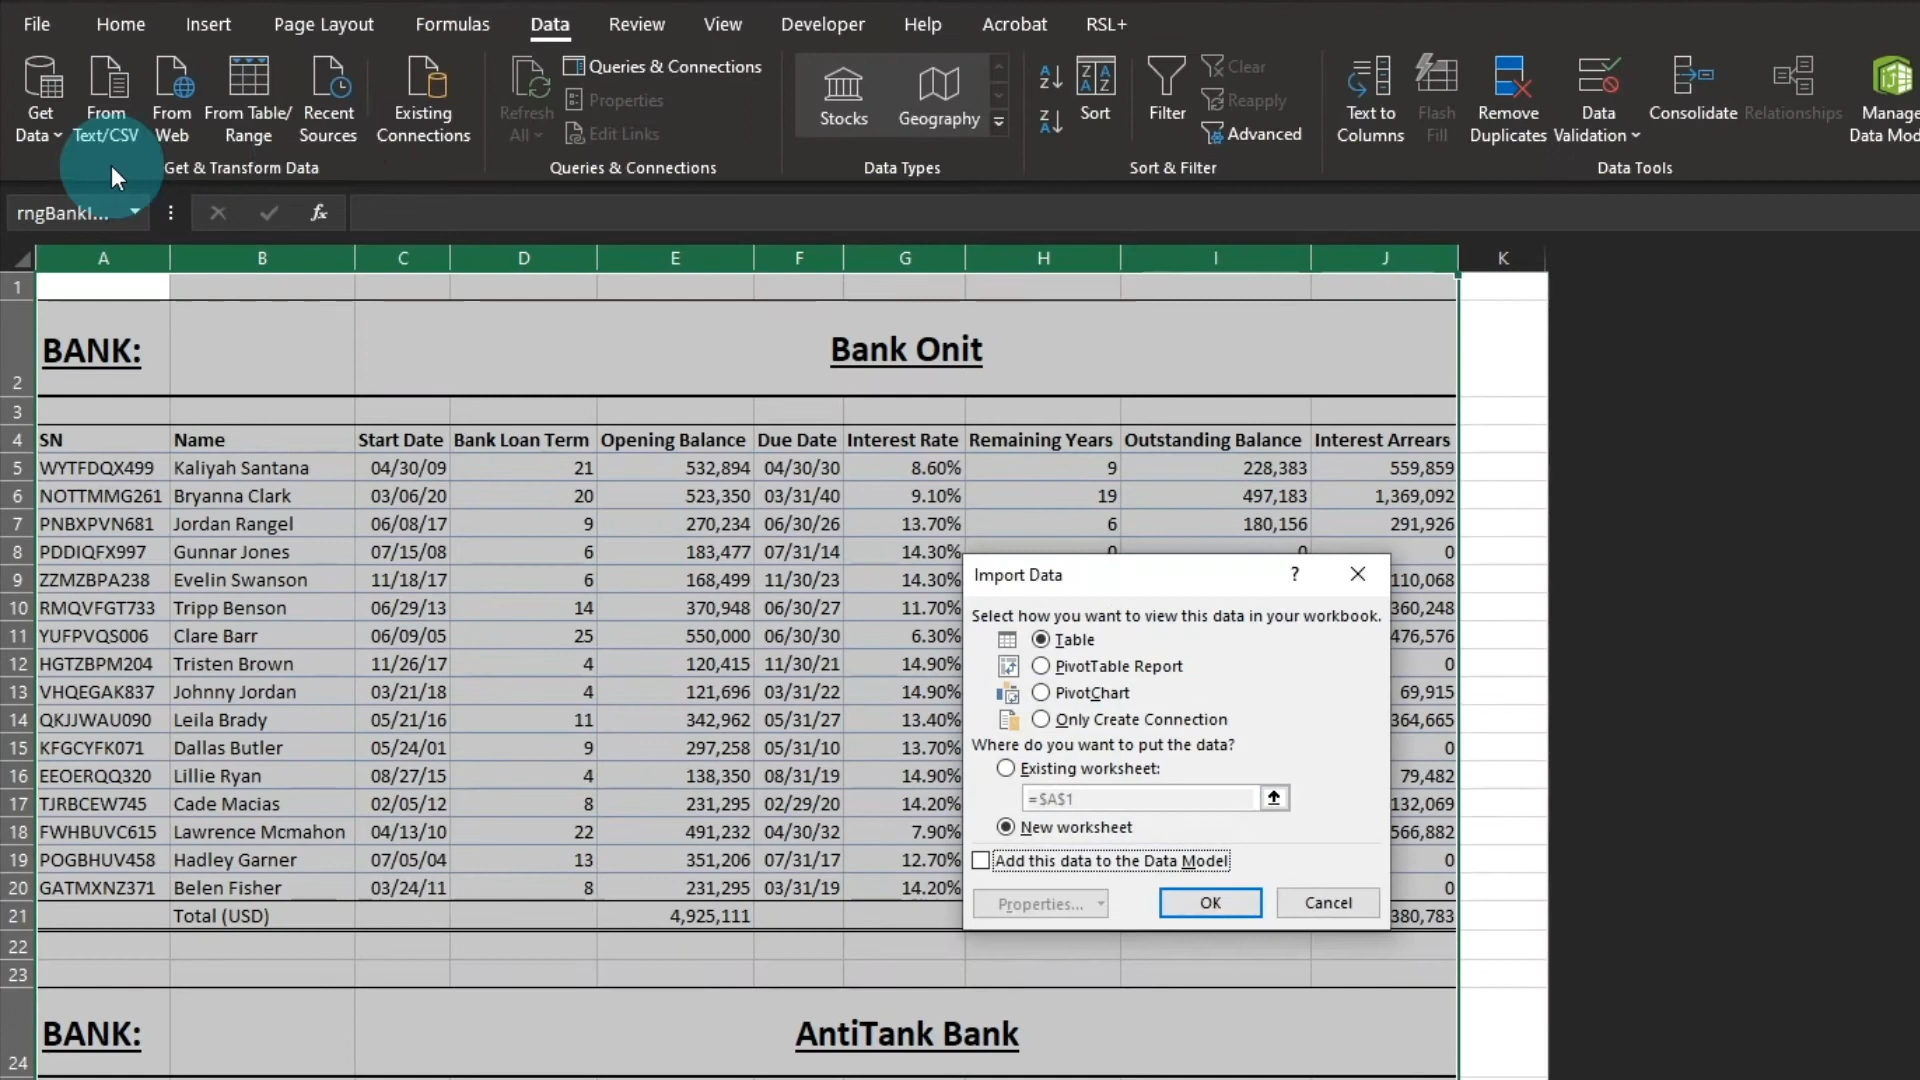 File Home Insert Page Layout Formulas Data Review View Developer Help Acrobat RSL+
Get Data From Text/CSV From Web From Table/Range Recent Sources Existing Connections
Refresh All Queries & Connections
Properties
Edit Links
Stocks Geography
Sort Filter Clear
Reapply
Advanced
Text to Columns Flash Fill Remove Duplicates Data Validation Consolidate Relationships Manage
Get & Transform Data Queries & Connections Data Types Sort & Filter Data Tools
rngBankI... fx
A B C D E F G H I J K
1
2 BANK: Bank Onit
3
4 SN Name Start Date Bank Loan Term Opening Balance Due Date Interest Rate Remaining Years Outstanding Balance Interest Arrears
5 WYTFDQX499 Kaliyah Santana 04/30/09 21 532,894 04/30/30 8.60% 9 228,383 559,859
6 NOTTMMG261 Bryanna Clark 03/06/20 20 523,350 03/31/40 9.10% 19 497,183 1,369,092
7 PNBXPVN681 Jordan Rangel 06/08/17 9 270,234 06/30/26 13.70% 6 180,156 291,926
8 PDDIQFX997 Gunnar Jones 07/15/08 6 183,477 07/31/14 14.30% 0 0 0
9 ZZMZBPA238 Evelin Swanson 11/18/17 6 168,499 11/30/23 14.30% 110,068
10 RMQVFGT733 Tripp Benson 06/29/13 14 370,948 06/30/27 11.70% 360,248
11 YUFPVQS006 Clare Barr 06/09/05 25 550,000 06/30/30 6.30% 476,576
12 HGTZBPM204 Tristen Brown 11/26/17 4 120,415 11/30/21 14.90% 0
13 VHQEGAK837 Johnny Jordan 03/21/18 4 121,696 03/31/22 14.90% 69,915
14 QKJJWAU090 Leila Brady 05/21/16 11 342,962 05/31/27 13.40% 364,665
15 KFGCYFK071 Dallas Butler 05/24/01 9 297,258 05/31/10 13.70% 0
16 EEOERQQ320 Lillie Ryan 08/27/15 4 138,350 08/31/19 14.90% 79,482
17 TJRBCEW745 Cade Macias 02/05/12 8 231,295 02/29/20 14.20% 132,069
18 FWHBUVC615 Lawrence Mcmahon 04/13/10 22 491,232 04/30/32 7.90% 566,882
19 POGBHUV458 Hadley Garner 07/05/04 13 351,206 07/31/17 12.70% 0
20 GATMXNZ371 Belen Fisher 03/24/11 8 231,295 03/31/19 14.20% 0
21 Total (USD) 4,925,111 380,783
22
23
24 BANK: AntiTank Bank
Import Data ?
Select how you want to view this data in your workbook.
Table
PivotTable Report
PivotChart
Only Create Connection
Where do you want to put the data?
Existing worksheet:
=$A$1
New worksheet
Add this data to the Data Model
Properties... OK Cancel